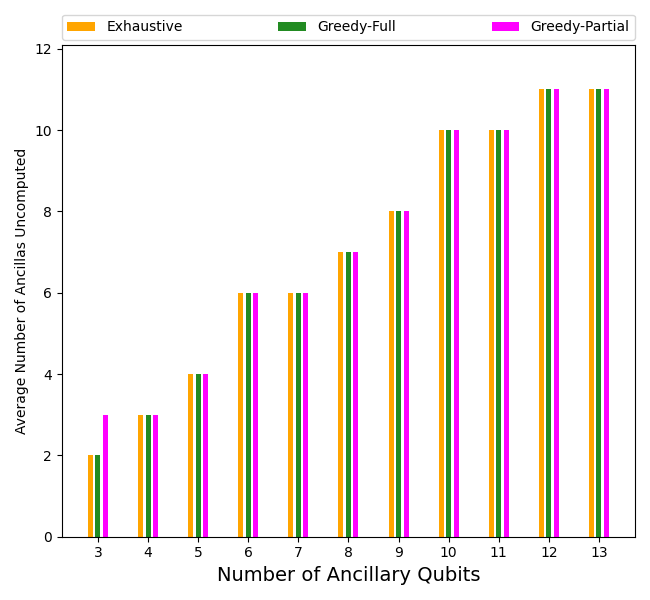 Exhaustive Greedy-Full Greedy-Partial
12
10
8
6
4
2
0
Average Number of Ancillas Uncomputed
3 4 5 6 7 8 9 10 11 12 13
Number of Ancillary Qubits